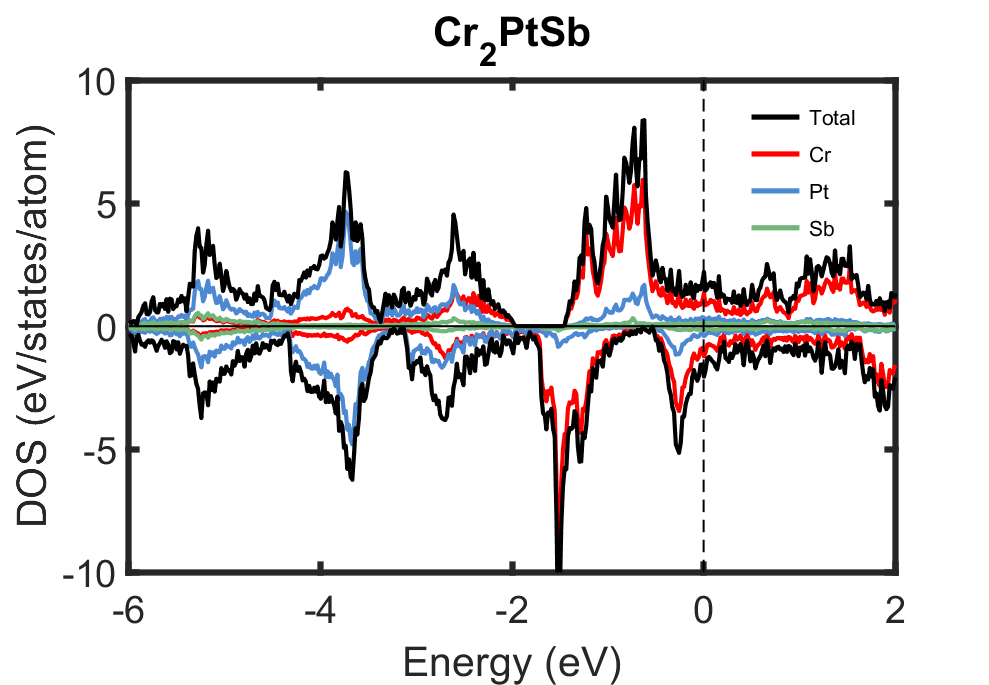 Cr2PtSb
DOS (eV/states/atom)
10
5
0
-5
-10
Total
Cr
Pt
Sb
-6 -4 -2 0 2
Energy (eV)